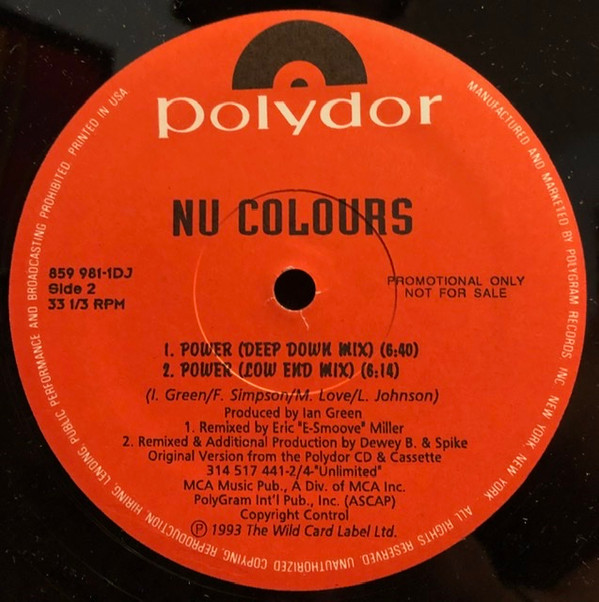 polydor
NU COLOURS
859 981-1DJ
Side 2
33 1/3 RPM
PROMOTIONAL ONLY
NOT FOR SALE
1. POWER (DEEP DOWN MIX) (6:40)
2. POWER (LOW END MIX) (6:14)
(I. Green/F. Simpson/M. Love/L. Johnson)
Produced by Ian Green
1. Remixed by Eric "E-Smoove" Miller
2. Remixed & Additional Production by Dewey B. & Spike
Original Version from the Polydor CD & Cassette
314 517 441-2/4-"Unlimited"
MCA Music Pub., A Div. of MCA Inc.
PolyGram Int'l Pub., Inc. (ASCAP)
Copyright Control
Ⓟ 1993 The Wild Card Label Ltd.
MANUFACTURED AND MARKETED BY POLYGRAM RECORDS INC. NEW YORK, NEW YORK. ALL RIGHTS RESERVED. UNAUTHORIZED COPYING, REPRODUCTION, HIRING, LENDING, PUBLIC PERFORMANCE AND BROADCASTING PROHIBITED. PRINTED IN USA.